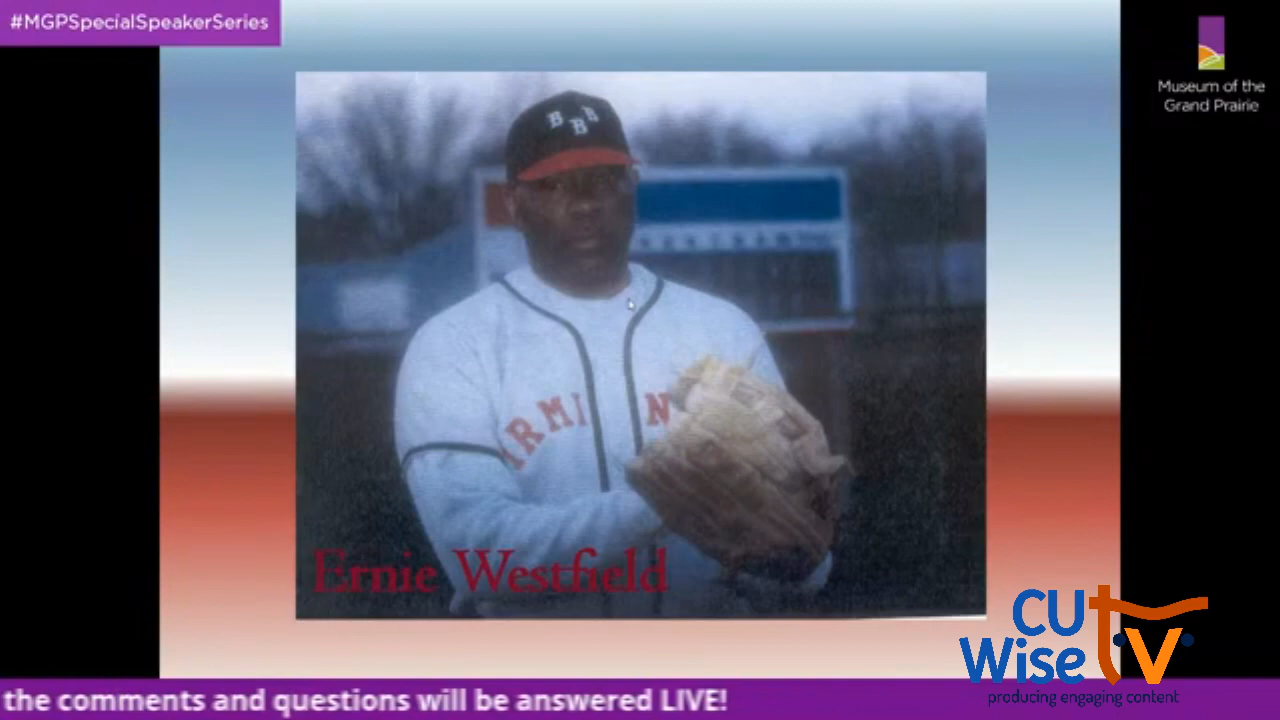 #MGPSpecialSpeakerSeries
Museum of the
Grand Prairie
B B B
IRMI N
Ernie Westfield
CU tv
Wise
producing engaging content
the comments and questions will be answered LIVE!